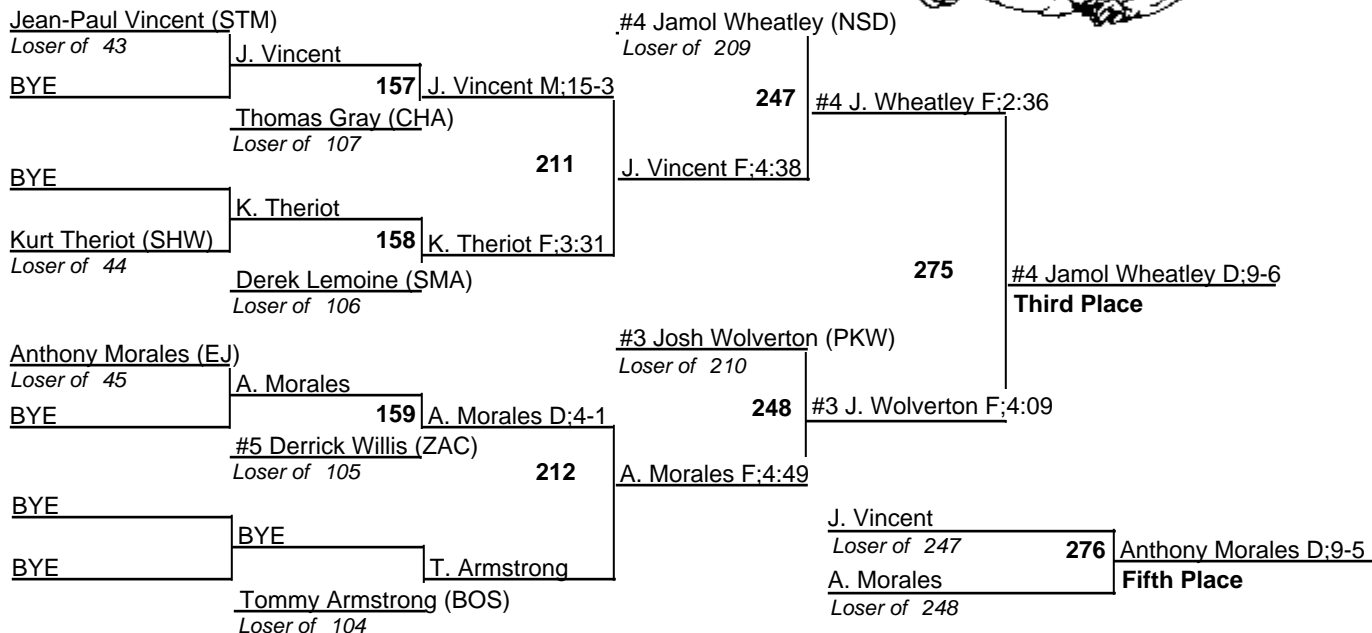 Jean-Paul Vincent (STM)
Loser of 43
BYE
J. Vincent
157
J. Vincent M;15-3
Thomas Gray (CHA)
Loser of 107
BYE
Kurt Theriot (SHW)
Loser of 44
K. Theriot
158
K. Theriot F;3:31
Derek Lemoine (SMA)
Loser of 106
211
J. Vincent F;4:38
#4 Jamol Wheatley (NSD)
Loser of 209
247
#4 J. Wheatley F;2:36
Anthony Morales (EJ)
Loser of 45
BYE
A. Morales
159
A. Morales D;4-1
#5 Derrick Willis (ZAC)
Loser of 105
BYE
BYE
BYE
T. Armstrong
Tommy Armstrong (BOS)
Loser of 104
212
A. Morales F;4:49
#3 Josh Wolverton (PKW)
Loser of 210
248
#3 J. Wolverton F;4:09
275
#4 Jamol Wheatley D;9-6
Third Place
J. Vincent
Loser of 247
A. Morales
Loser of 248
276
Anthony Morales D;9-5
Fifth Place